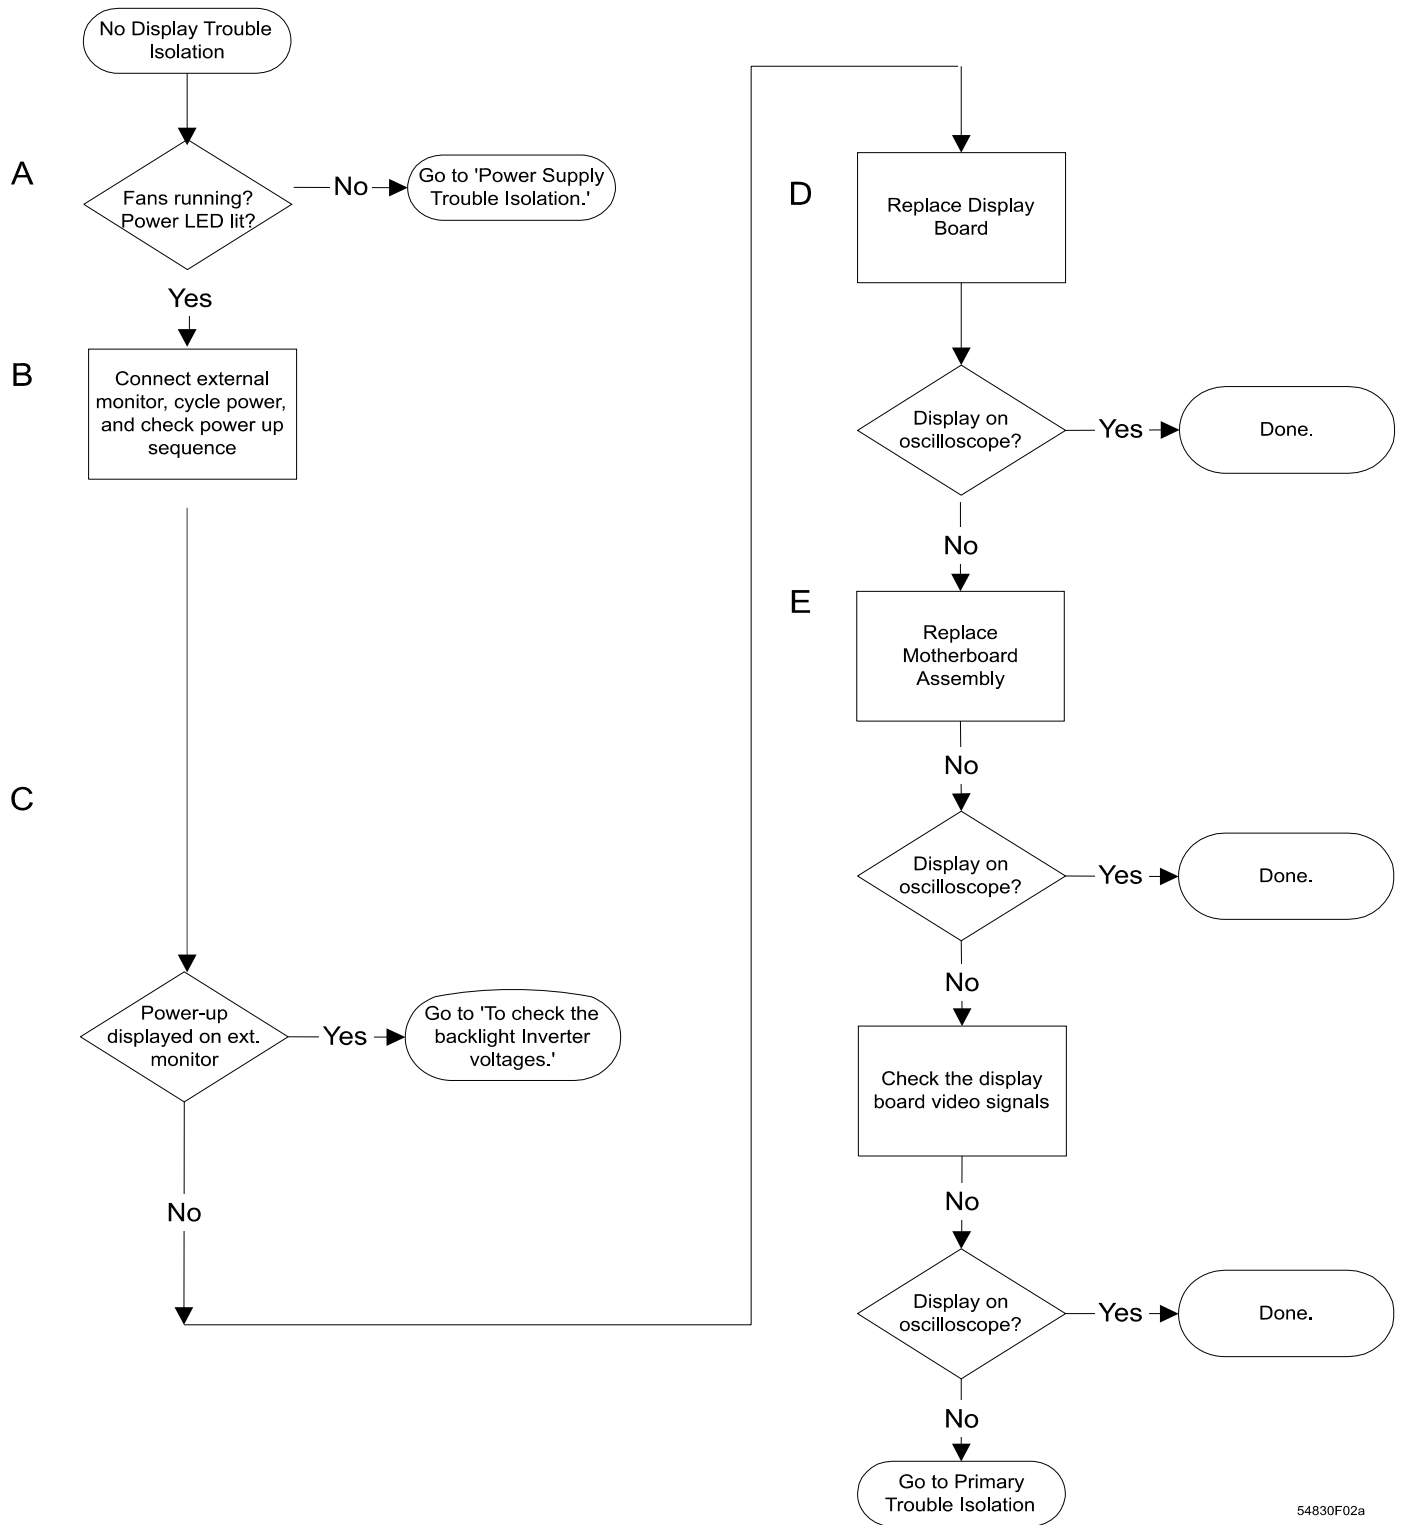 No Display Trouble
Isolation
A
Fans running?
Power LED lit?
No
Go to 'Power Supply
Trouble Isolation.'
Yes
B
Connect external
monitor, cycle power,
and check power up
sequence
C
Power-up
displayed on ext.
monitor
Yes
Go to 'To check the
backlight Inverter
voltages.'
No
D
Replace Display
Board
Display on
oscilloscope?
Yes
Done.
No
E
Replace
Motherboard
Assembly
No
Display on
oscilloscope?
Yes
Done.
No
Check the display
board video signals
No
Display on
oscilloscope?
Yes
Done.
No
Go to Primary
Trouble Isolation
54830F02a